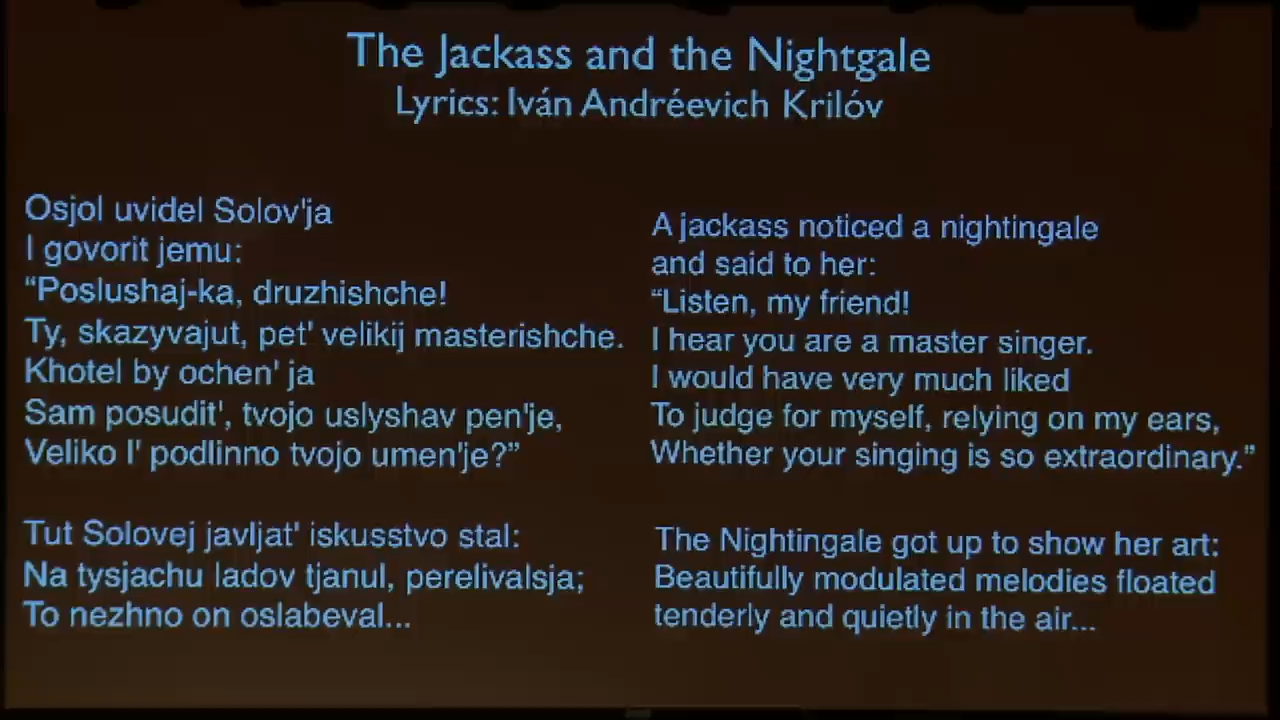 The Jackass and the Nightgale
Lyrics: Iván Andréevich Krilóv
Osjol uvidel Solov'ja
I govorit jemu:
“Poslushaj-ka, druzhishche!
Ty, skazyvajut, pet' velikij masterishche.
Khotel by ochen' ja
Sam posudit', tvojo uslyshav pen'je,
Veliko l' podlinno tvojo umen'je?”
Tut Solovej javljat' iskusstvo stal:
Na tysjachu ladov tjanul, perelivalsja;
To nezhno on oslabeval...
A jackass noticed a nightingale
and said to her:
“Listen, my friend!
I hear you are a master singer.
I would have very much liked
To judge for myself, relying on my ears,
Whether your singing is so extraordinary.”
The Nightingale got up to show her art:
Beautifully modulated melodies floated
tenderly and quietly in the air...